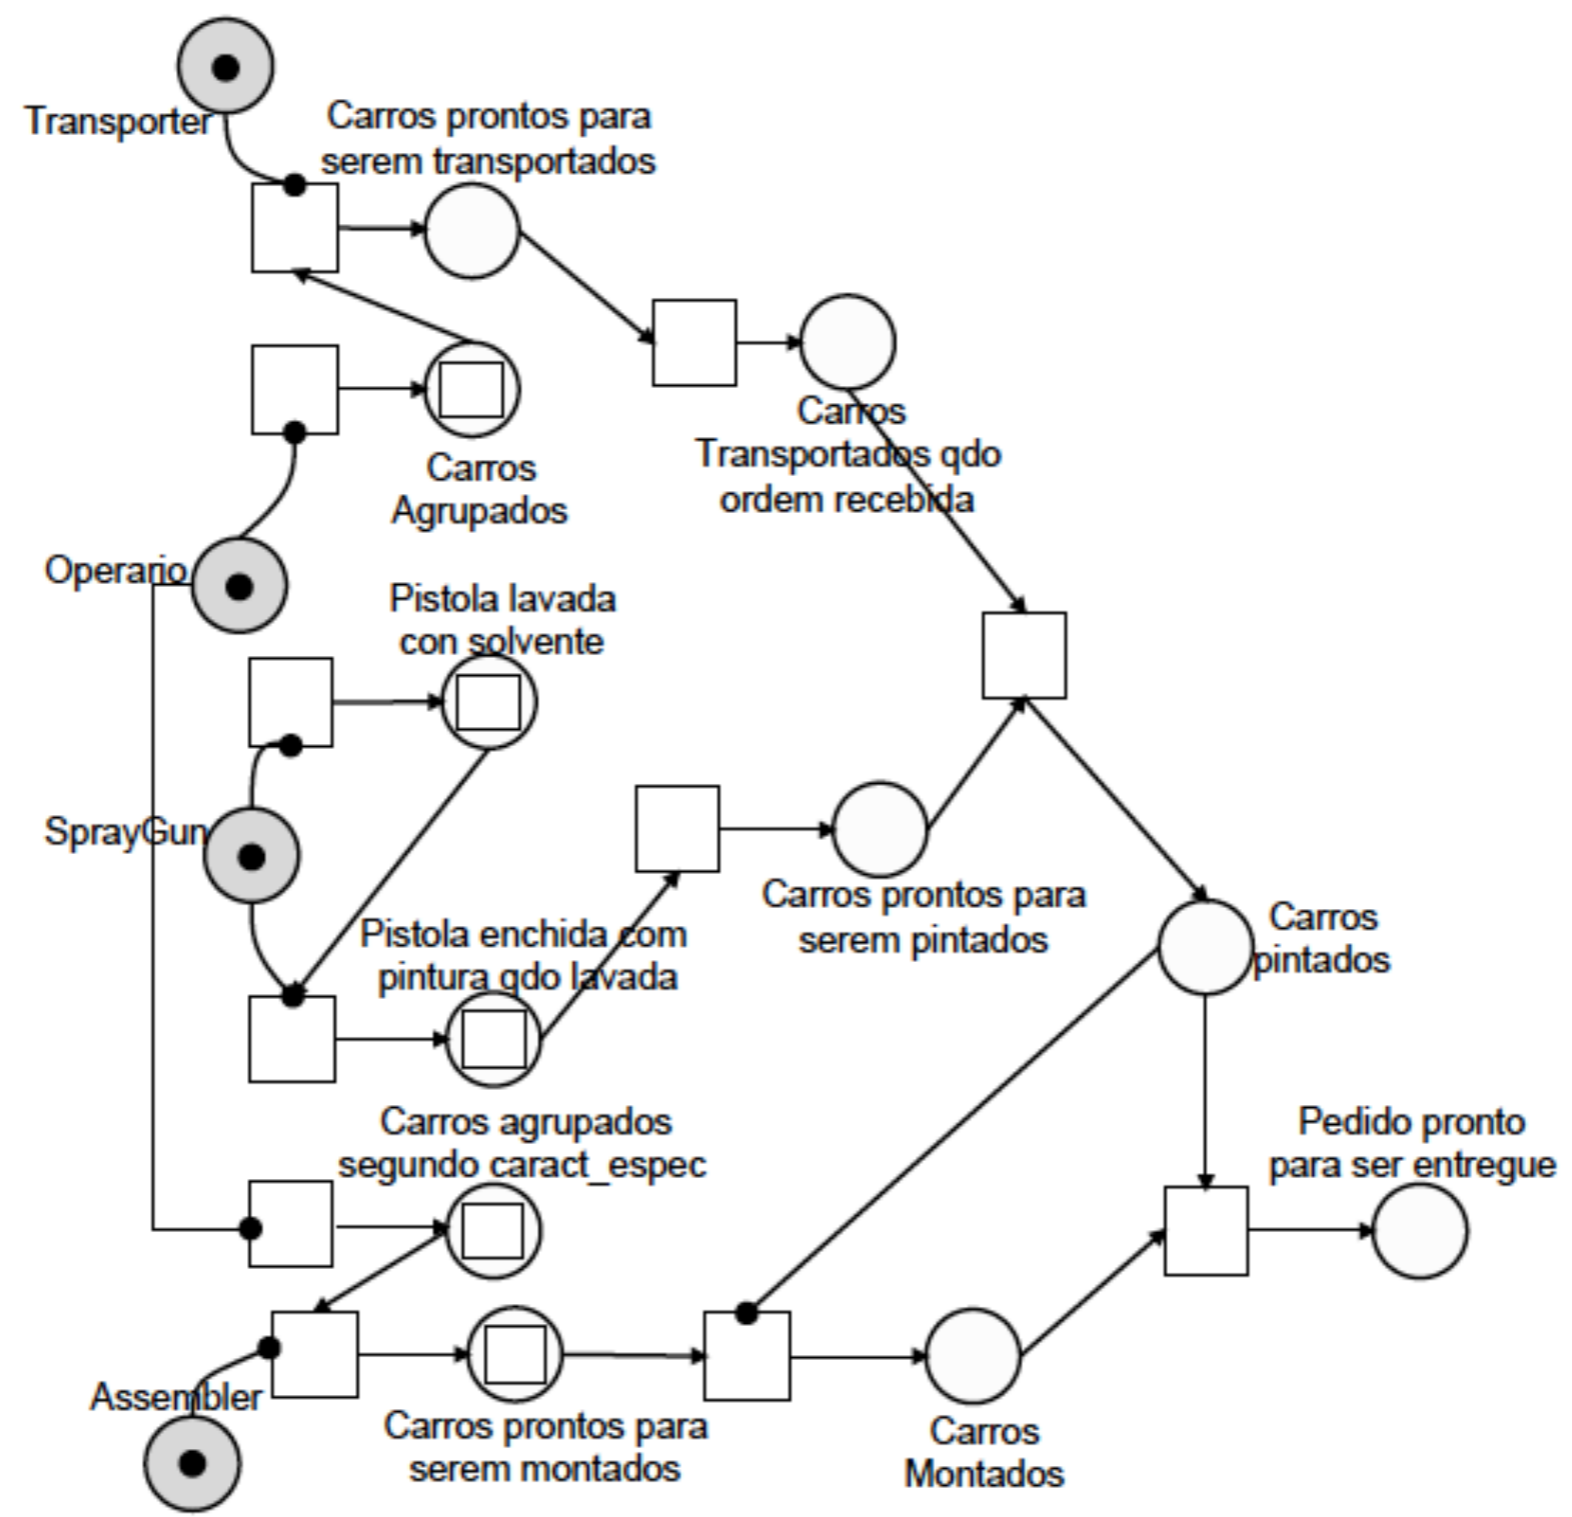 Transporter
Carros prontos para
serem transportados
Carros
Transportados qdo
ordem recebida
Carros
Agrupados
Operario
Pistola lavada
con solvente
SprayGun
Carros prontos para
serem pintados
Pistola enchida com
pintura qdo lavada
Carros
pintados
Carros agrupados
segundo caract_espec
Pedido pronto
para ser entregue
Assembler
Carros prontos para
serem montados
Carros
Montados